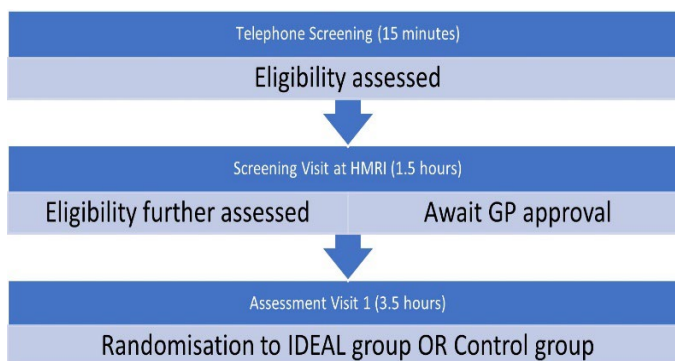 Telephone Screening (15 minutes)
Eligibility assessed
Screening Visit at HMRI (1.5 hours)
Eligibility further assessed
Await GP approval
Assessment Visit 1 (3.5 hours)
Randomisation to IDEAL group OR Control group